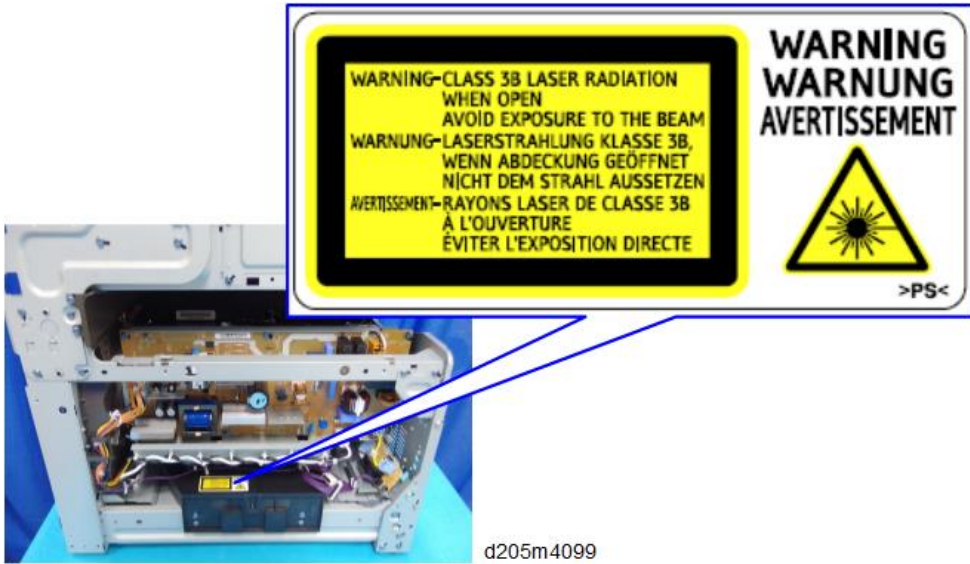 WARNING-CLASS 3B LASER RADIATION
WHEN OPEN
AVOID EXPOSURE TO THE BEAM
WARNUNG-LASERSTRAHLUNG KLASSE 3B,
WENN ABDECKUNG GEÖFFNET
NICHT DEM STRAHL AUSSETZEN
AVERTISSEMENT-RAYONS LASER DE CLASSE 3B
À L'OUVERTURE
ÉVITER L'EXPOSITION DIRECTE
WARNING
WARNUNG
AVERTISSEMENT
>PS<
d205m4099